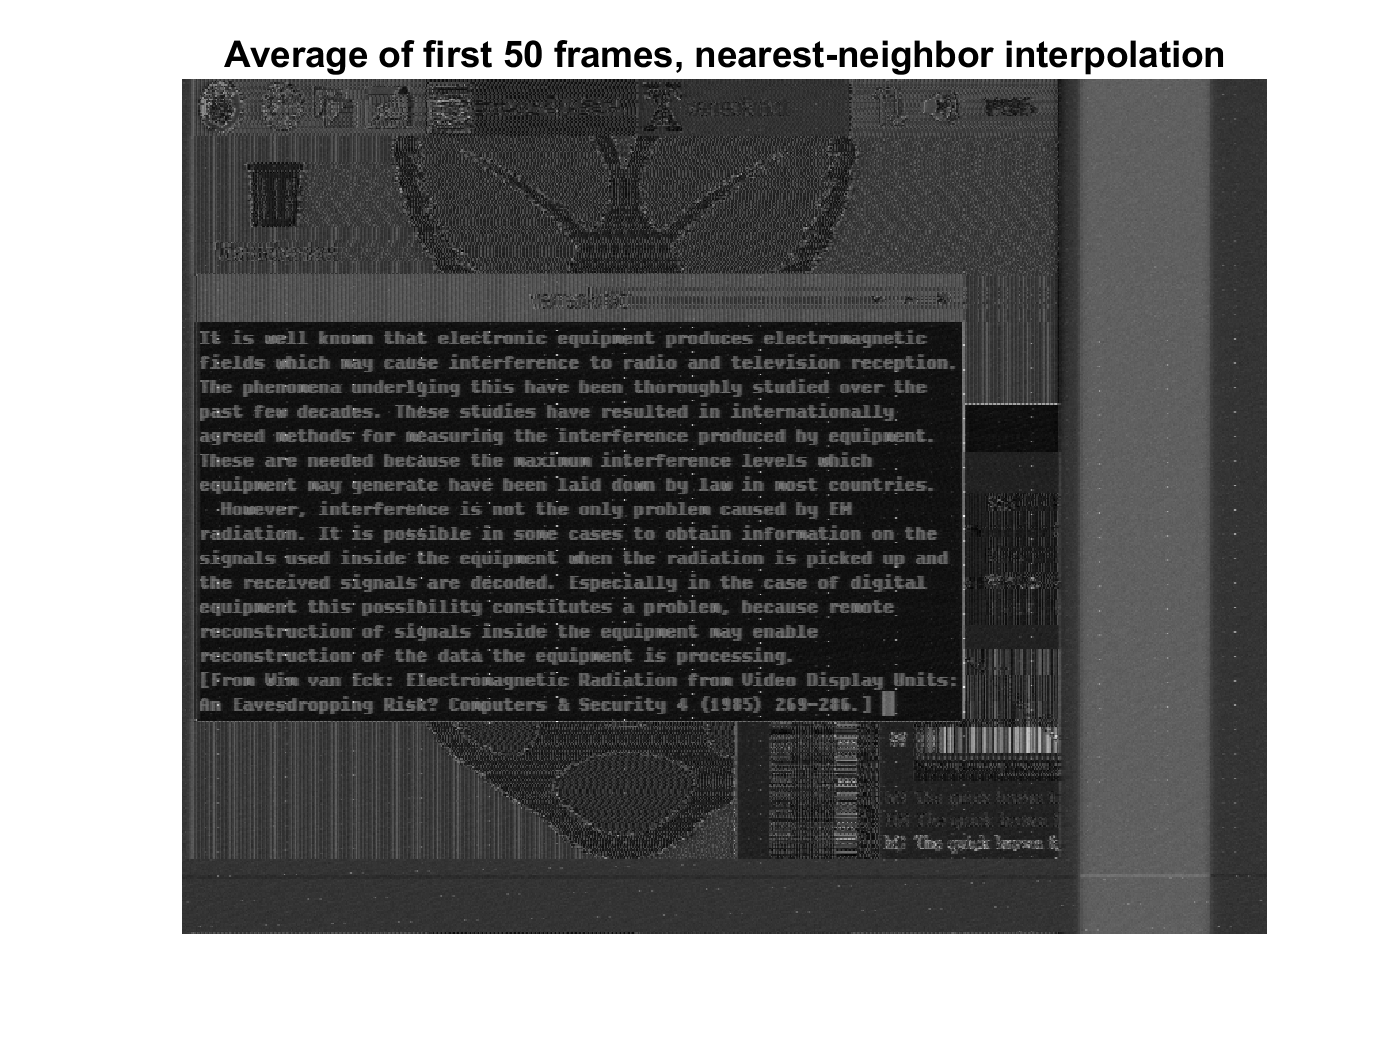 Average of first 50 frames, nearest-neighbor interpolation
It is well known that electronic equipment produces electromagnetic
fields which may cause interference to radio and television reception.
The phenomena underlying this have been thoroughly studied over the
past few decades. These studies have resulted in internationally
agreed methods for measuring the interference produced by equipment.
These are needed because the maximum interference levels which
equipment may generate have been laid down by law in most countries.
However, interference is not the only problem caused by EM
radiation. It is possible in some cases to obtain information on the
signals used inside the equipment when the radiation is picked up and
the received signals are decoded. Especially in the case of digital
equipment this possibility constitutes a problem, because remote
reconstruction of signals inside the equipment may enable
reconstruction of the data the equipment is processing.
[From Wim van Eck: Electromagnetic Radiation from Video Display Units:
An Eavesdropping Risk? Computers & Security 4 (1985) 269-286.]
The quick brown
The quick brown
The quick brown